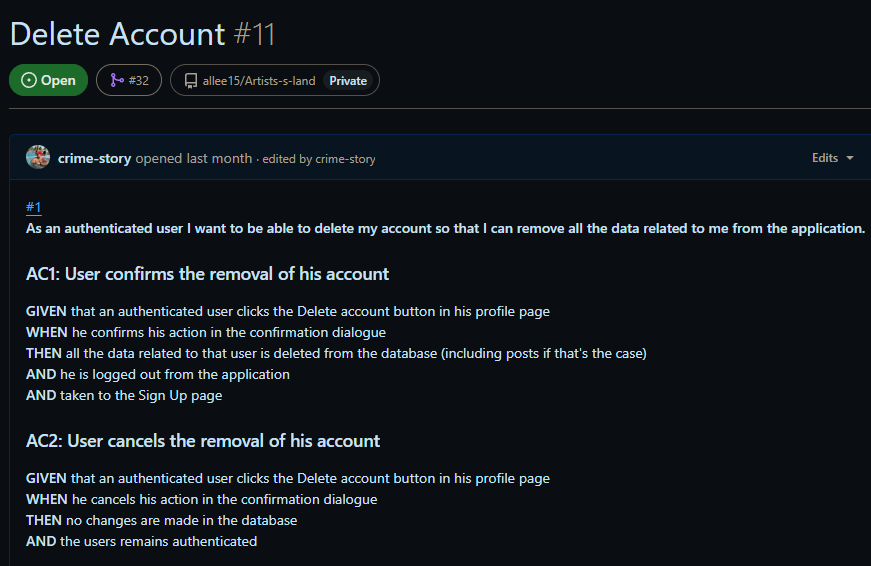 Delete Account #11
Open #32 allee15/Artists-s-land Private
crime-story opened last month · edited by crime-story Edits
#1
As an authenticated user I want to be able to delete my account so that I can remove all the data related to me from the application.
AC1: User confirms the removal of his account
GIVEN that an authenticated user clicks the Delete account button in his profile page
WHEN he confirms his action in the confirmation dialogue
THEN all the data related to that user is deleted from the database (including posts if that's the case)
AND he is logged out from the application
AND taken to the Sign Up page
AC2: User cancels the removal of his account
GIVEN that an authenticated user clicks the Delete account button in his profile page
WHEN he cancels his action in the confirmation dialogue
THEN no changes are made in the database
AND the users remains authenticated